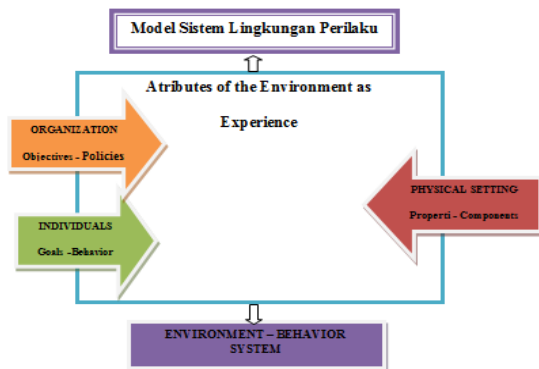 Model Sistem Lingkungan Perilaku
Atributes of the Environment as
Experience
ORGANIZATION
Objectives - Policies
INDIVIDUALS
Goals -Behavior
PHYSICAL SETTING
Properti - Components
ENVIRONMENT – BEHAVIOR
SYSTEM